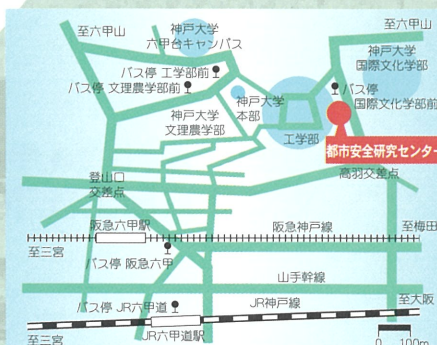 至六甲山
神戸大学
六甲台キャンパス
至六甲山
神戸大学
国際文化学部
バス停 工学部前
バス停 文理農学部前
バス停
国際文化学部前
神戸大学
本部
神戸大学
文理農学部
工学部
都市安全研究センター
高羽交差点
登山口
交差点
阪急六甲駅
阪急神戸線
至梅田
至三宮
バス停 阪急六甲
山手幹線
バス停 JR六甲道
JR神戸線
至大阪
JR六甲道駅
至三宮
0 100m